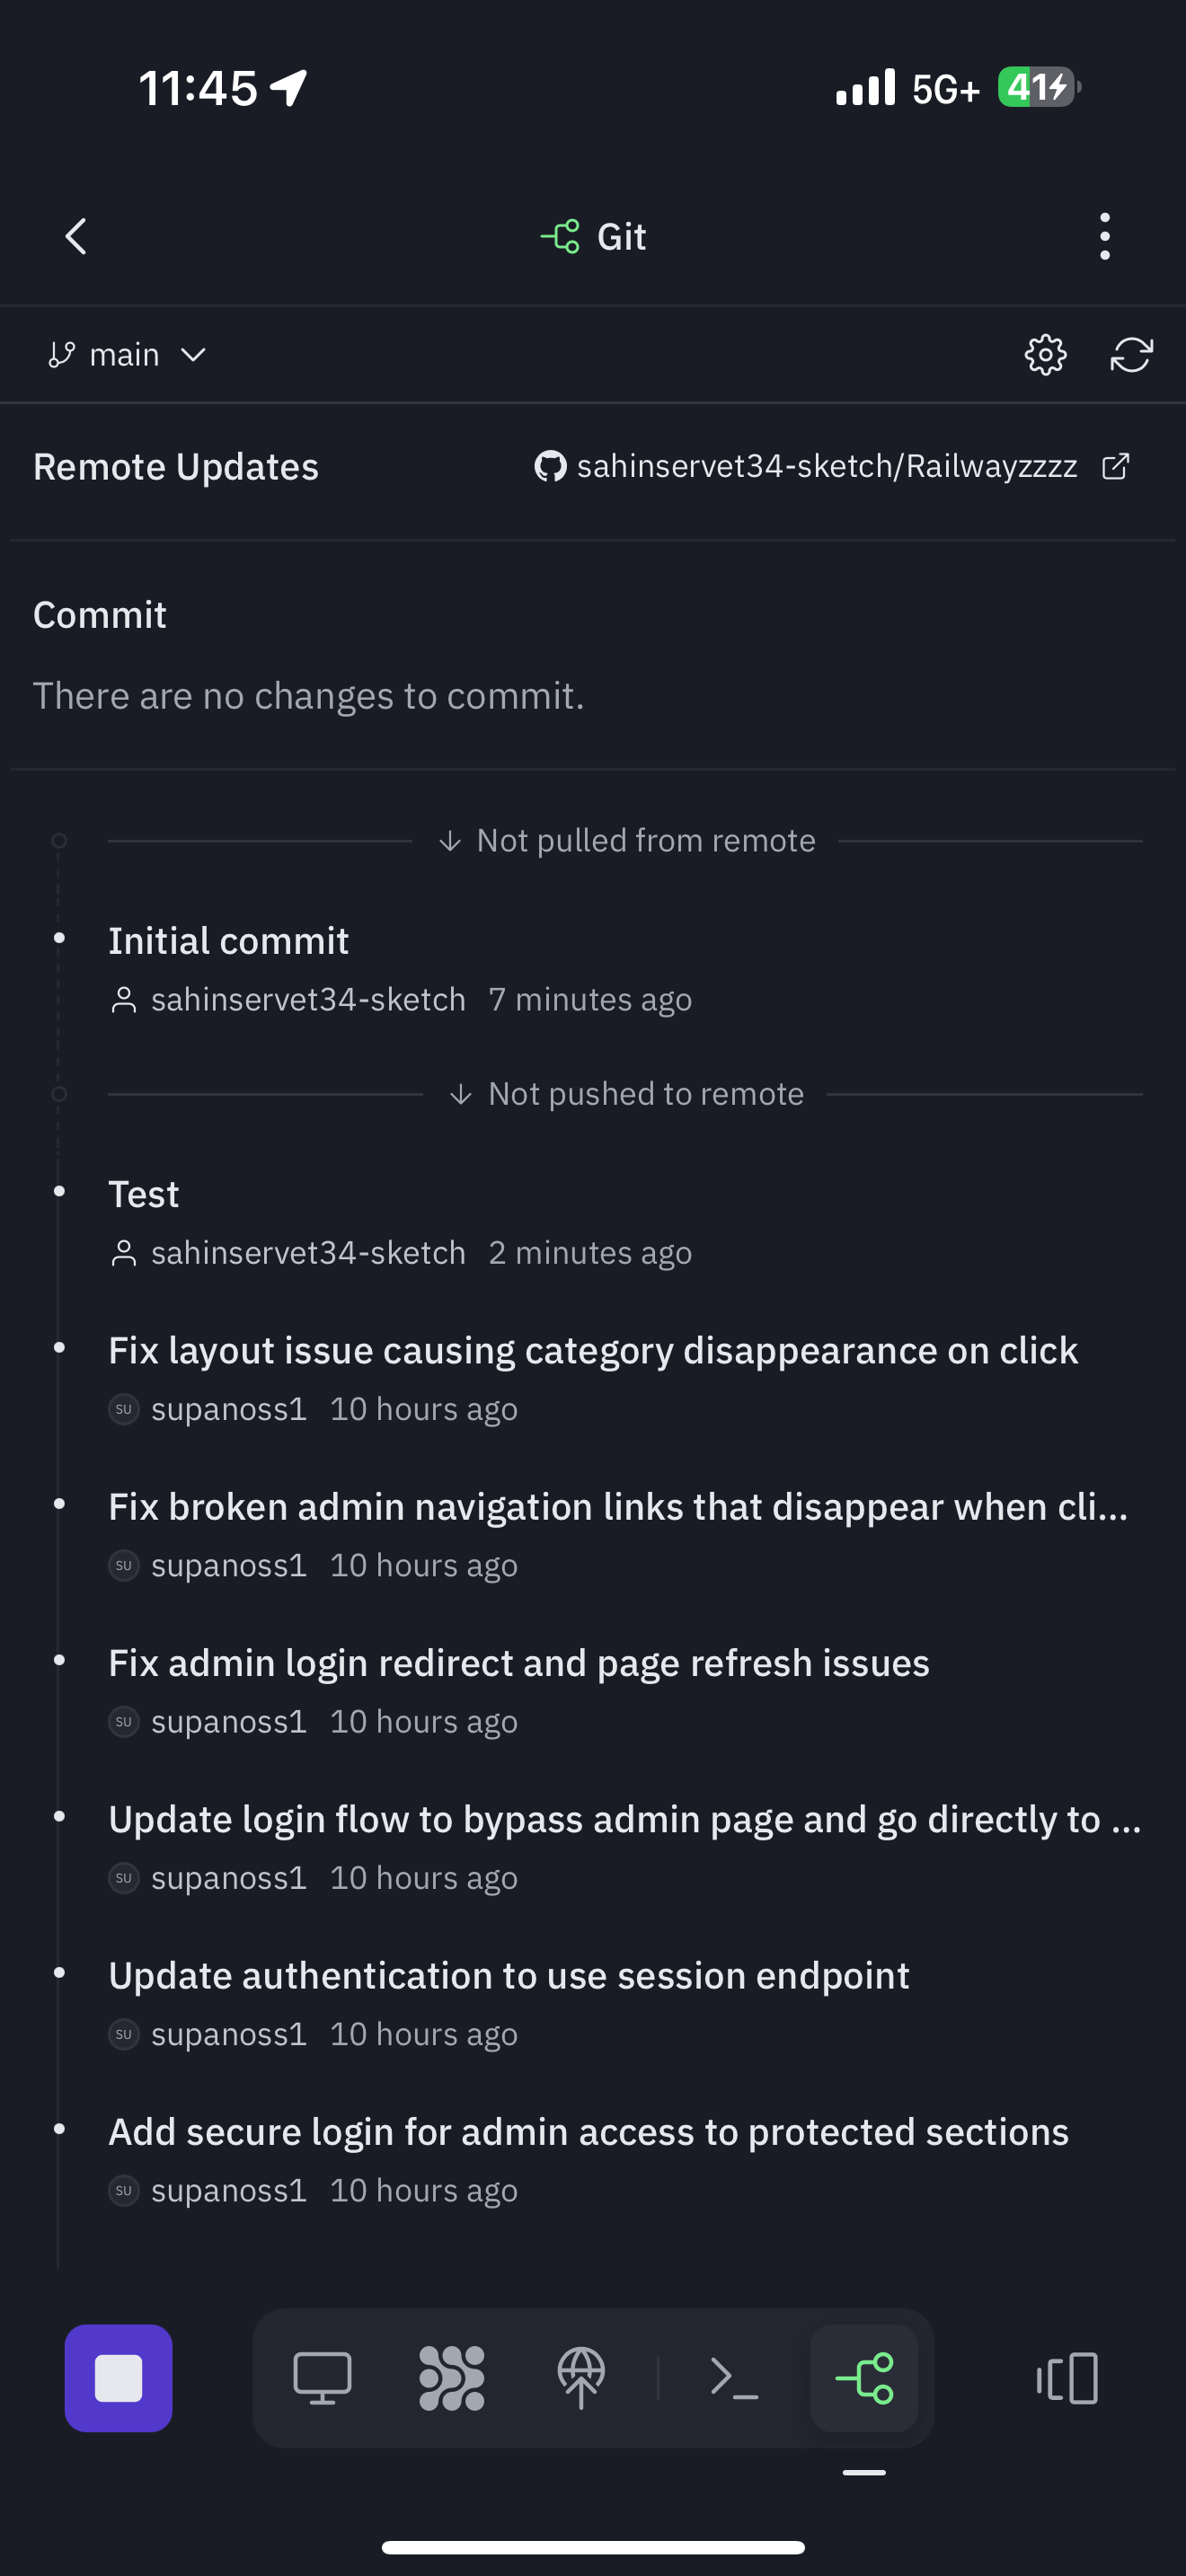 11:45 5G+ 41
Git
main
Remote Updates sahinservet34-sketch/Railwayzzzz
Commit
There are no changes to commit.
↓ Not pulled from remote
Initial commit
sahinservet34-sketch 7 minutes ago
↓ Not pushed to remote
Test
sahinservet34-sketch 2 minutes ago
Fix layout issue causing category disappearance on click
SU supanoss1 10 hours ago
Fix broken admin navigation links that disappear when cli...
SU supanoss1 10 hours ago
Fix admin login redirect and page refresh issues
SU supanoss1 10 hours ago
Update login flow to bypass admin page and go directly to ...
SU supanoss1 10 hours ago
Update authentication to use session endpoint
SU supanoss1 10 hours ago
Add secure login for admin access to protected sections
SU supanoss1 10 hours ago